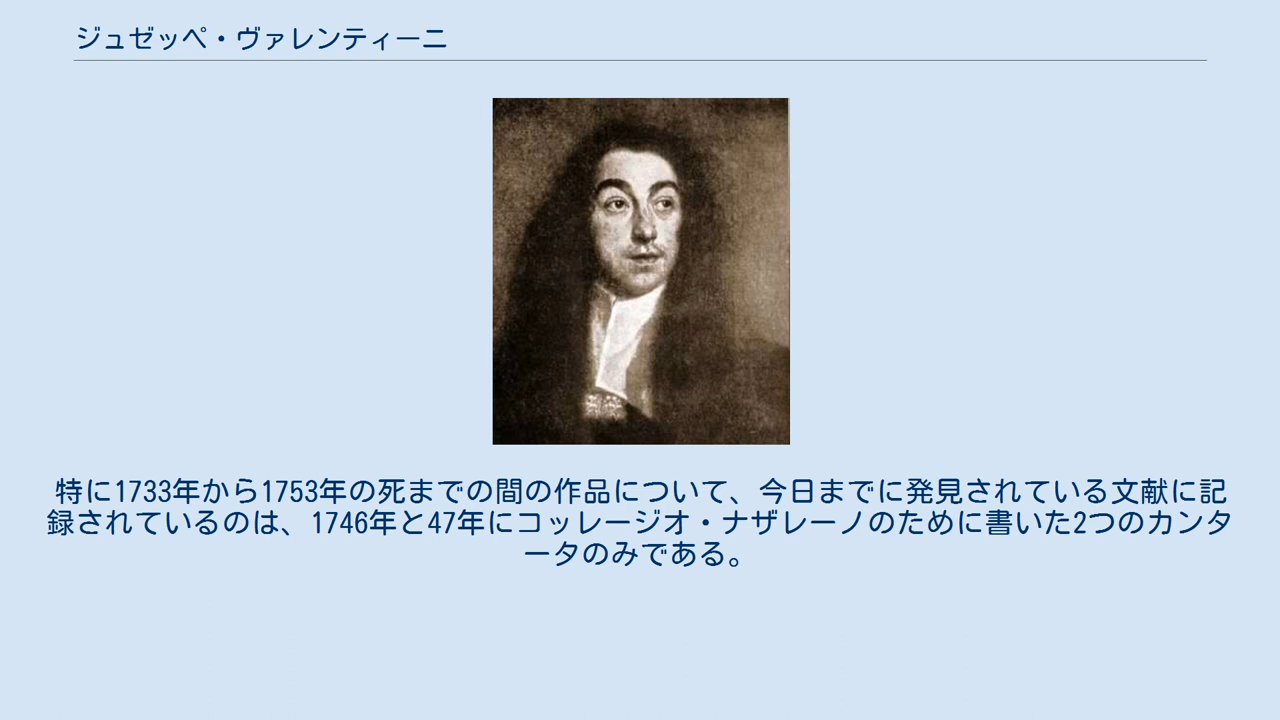 ジュゼッペ・ヴァレンティーニ
特に1733年から1753年の死までの間の作品について、今日までに発見されている文献に記
録されているのは、1746年と47年にコッレージオ・ナザレーノのために書いた2つのカンタ
ータのみである。